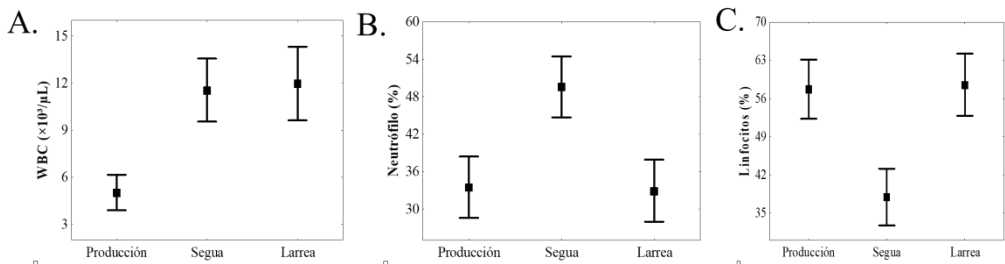 A.
WBC (×10³/µL)
15
12
9
6
3
Producción Segua Larrea
B.
Neutrófilo (%)
60
54
48
42
36
30
Producción Segua Larrea
C.
Linfocitos (%)
70
63
56
49
42
35
Producción Segua Larrea